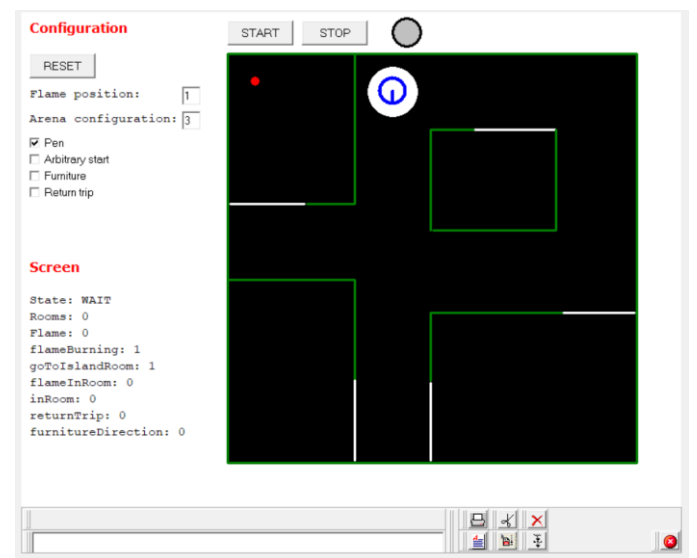 Configuration
START
STOP
RESET
Flame position: 1
Arena configuration: 3
Pen
Arbitrary start
Furniture
Return trip
Screen
State: WAIT
Rooms: 0
Flame: 0
flameBurning: 1
goToIslandRoom: 1
flameInRoom: 0
inRoom: 0
returnTrip: 0
furnitureDirection: 0